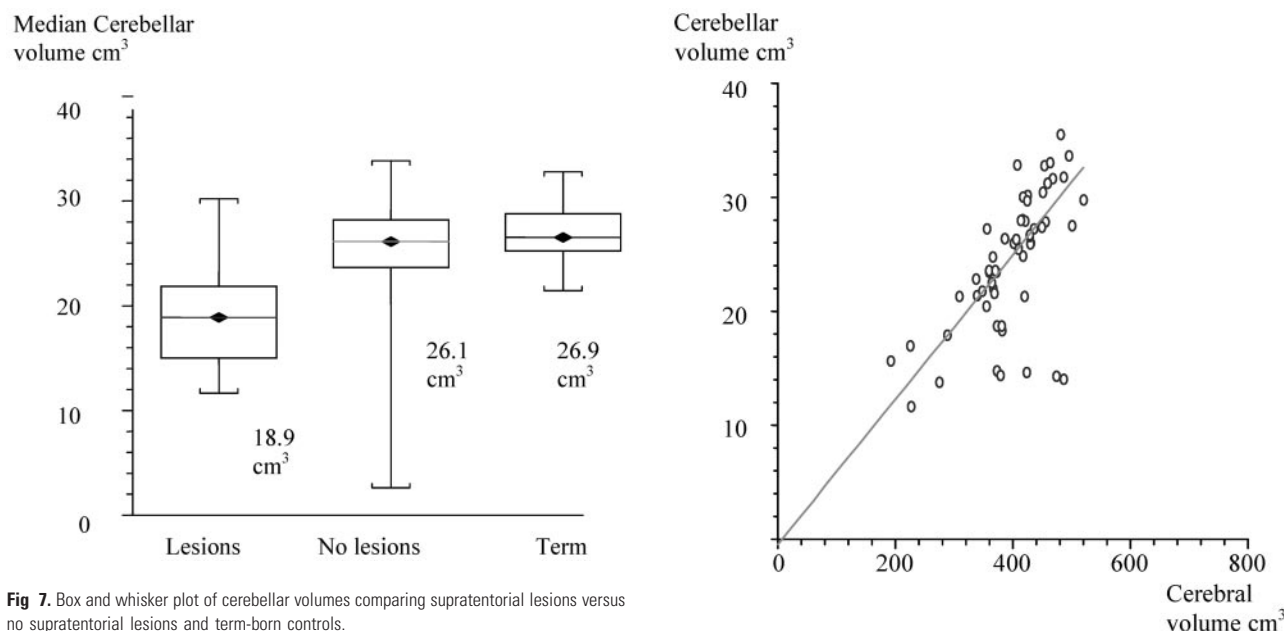 Median Cerebellar
volume cm³
40
30
20
10
0
18.9
cm³
26.1
cm³
26.9
cm³
Lesions No lesions Term
Fig 7. Box and whisker plot of cerebellar volumes comparing supratentorial lesions versus
no supratentorial lesions and term-born controls.
Cerebellar
volume cm³
40
30
20
10
0 200 400 600 800
Cerebral
volume cm³